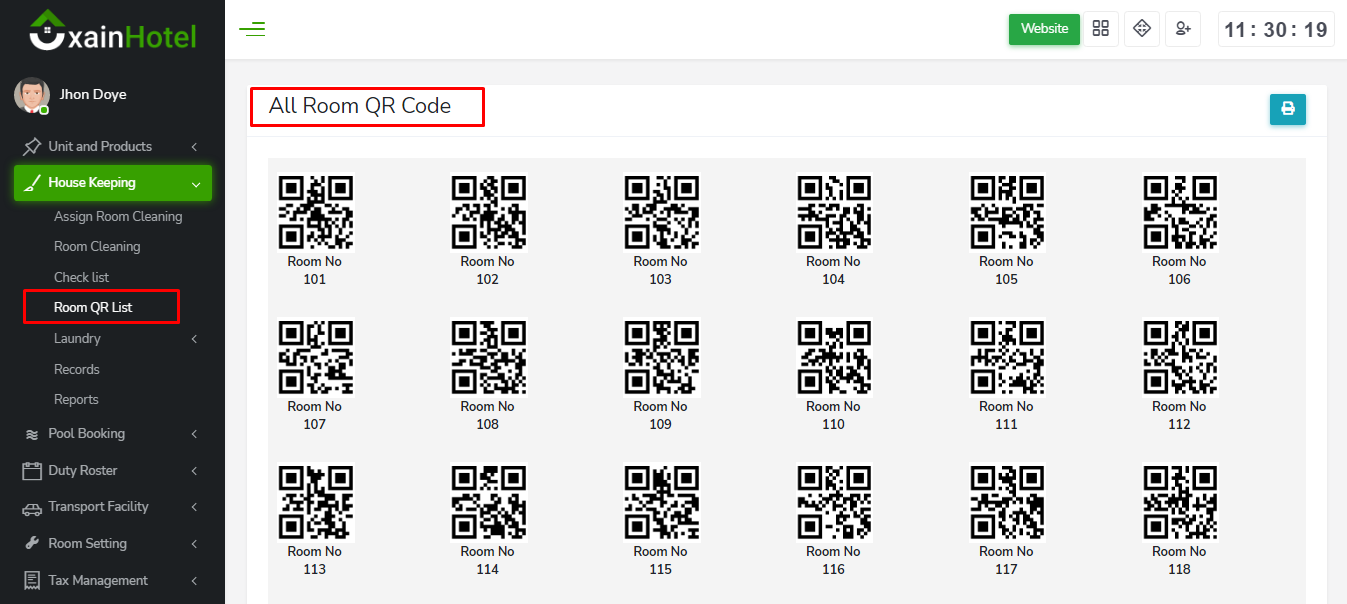 xainHotel
Jhon Doye
Unit and Products
House Keeping
Assign Room Cleaning
Room Cleaning
Check list
Room QR List
Laundry
Records
Reports
Pool Booking
Duty Roster
Transport Facility
Room Setting
Tax Management
Website
11: 30: 19
All Room QR Code
Room No Room No Room No Room No Room No Room No
101 102 103 104 105 106
Room No Room No Room No Room No Room No Room No
107 108 109 110 111 112
Room No Room No Room No Room No Room No Room No
113 114 115 116 117 118